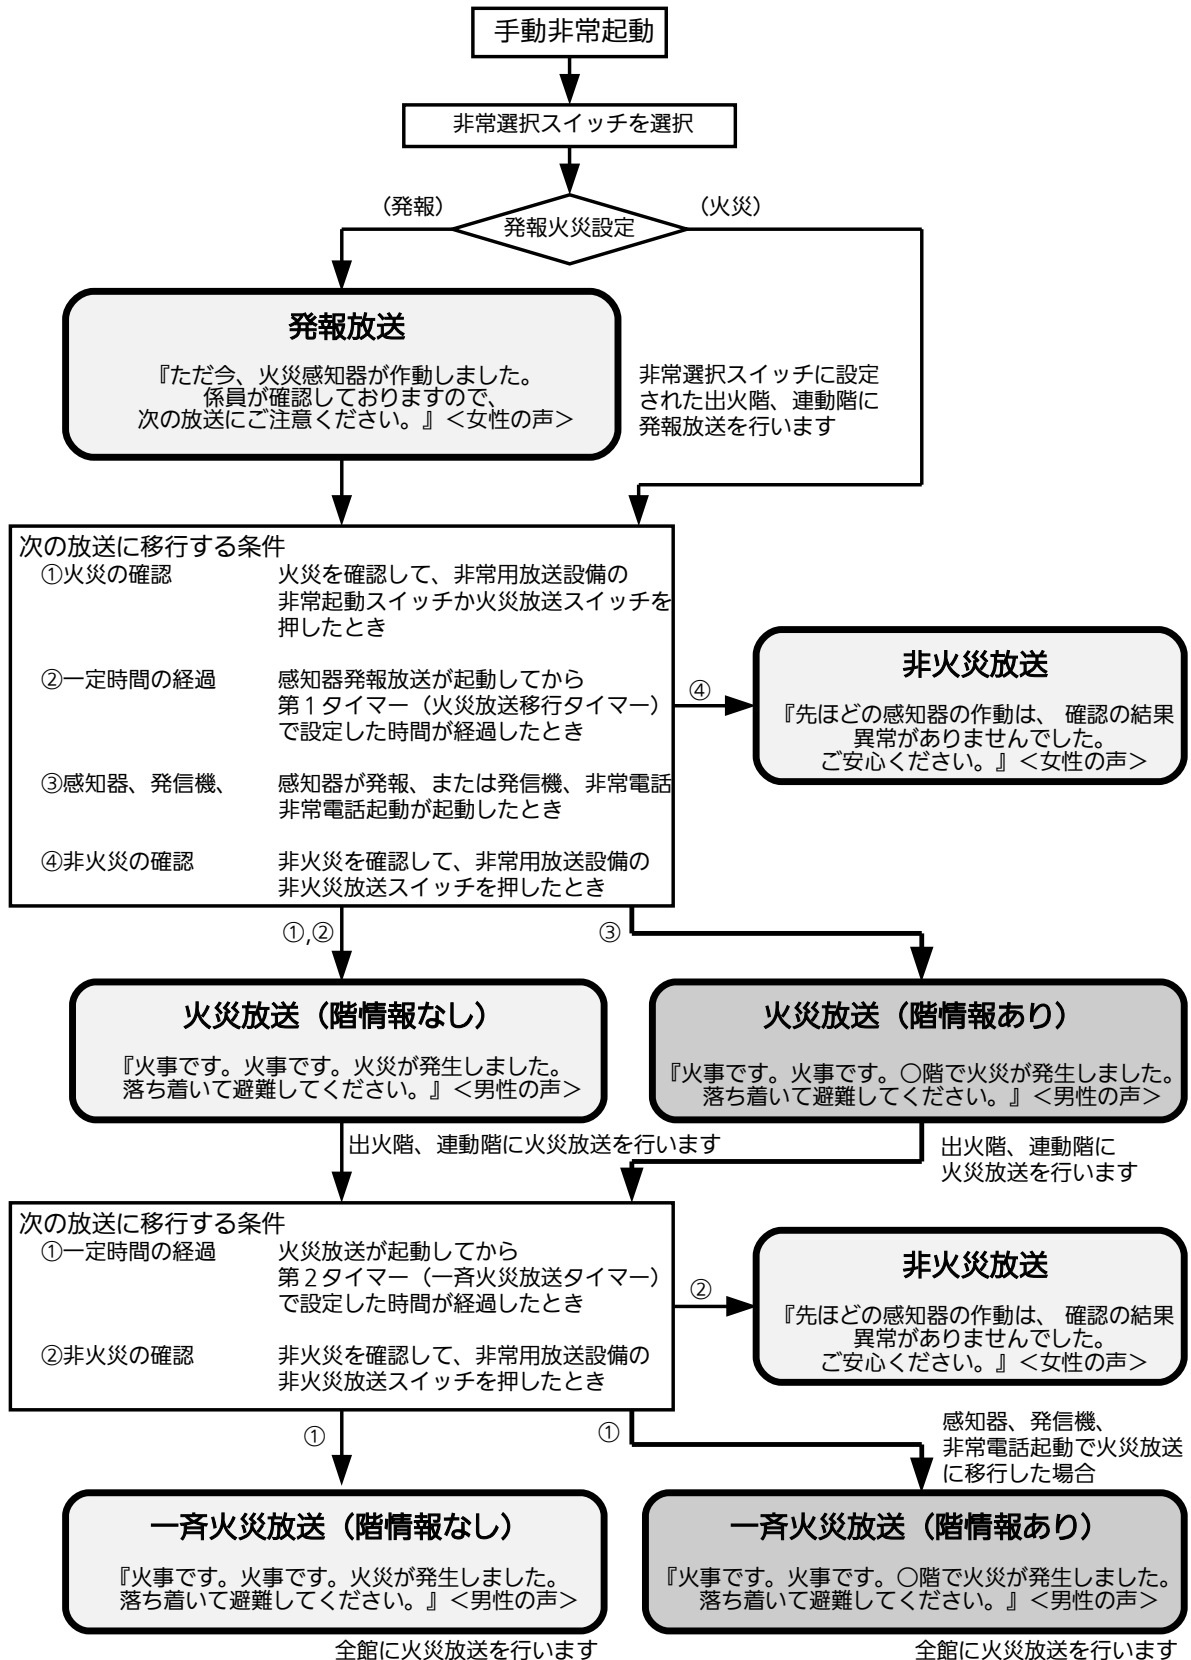 手動非常起動
非常選択スイッチを選択
（発報）
発報火災設定
（火災）
発報放送
『ただ今、火災感知器が作動しました。
係員が確認しておりますので、
次の放送にご注意ください。』＜女性の声＞
非常選択スイッチに設定
された出火階、連動階に
発報放送を行います
次の放送に移行する条件
①火災の確認 火災を確認して、非常用放送設備の
非常起動スイッチか火災放送スイッチを
押したとき
②一定時間の経過 感知器発報放送が起動してから
第１タイマー（火災放送移行タイマー）
で設定した時間が経過したとき
③感知器、発信機、 感知器が発報、または発信機、非常電話
非常電話起動が起動したとき
④非火災の確認 非火災を確認して、非常用放送設備の
非火災放送スイッチを押したとき
④
非火災放送
『先ほどの感知器の作動は、 確認の結果
異常がありませんでした。
ご安心ください。』＜女性の声＞
①,②
③
火災放送（階情報なし）
『火事です。火事です。火災が発生しました。
落ち着いて避難してください。』＜男性の声＞
火災放送（階情報あり）
『火事です。火事です。〇階で火災が発生しました。
落ち着いて避難してください。』＜男性の声＞
出火階、連動階に火災放送を行います
出火階、連動階に
火災放送を行います
次の放送に移行する条件
①一定時間の経過 火災放送が起動してから
第２タイマー（一斉火災放送タイマー）
で設定した時間が経過したとき
②非火災の確認 非火災を確認して、非常用放送設備の
非火災放送スイッチを押したとき
②
非火災放送
『先ほどの感知器の作動は、 確認の結果
異常がありませんでした。
ご安心ください。』＜女性の声＞
①
①
感知器、発信機、
非常電話起動で火災放送
に移行した場合
一斉火災放送（階情報なし）
『火事です。火事です。火災が発生しました。
落ち着いて避難してください。』＜男性の声＞
一斉火災放送（階情報あり）
『火事です。火事です。〇階で火災が発生しました。
落ち着いて避難してください。』＜男性の声＞
全館に火災放送を行います
全館に火災放送を行います